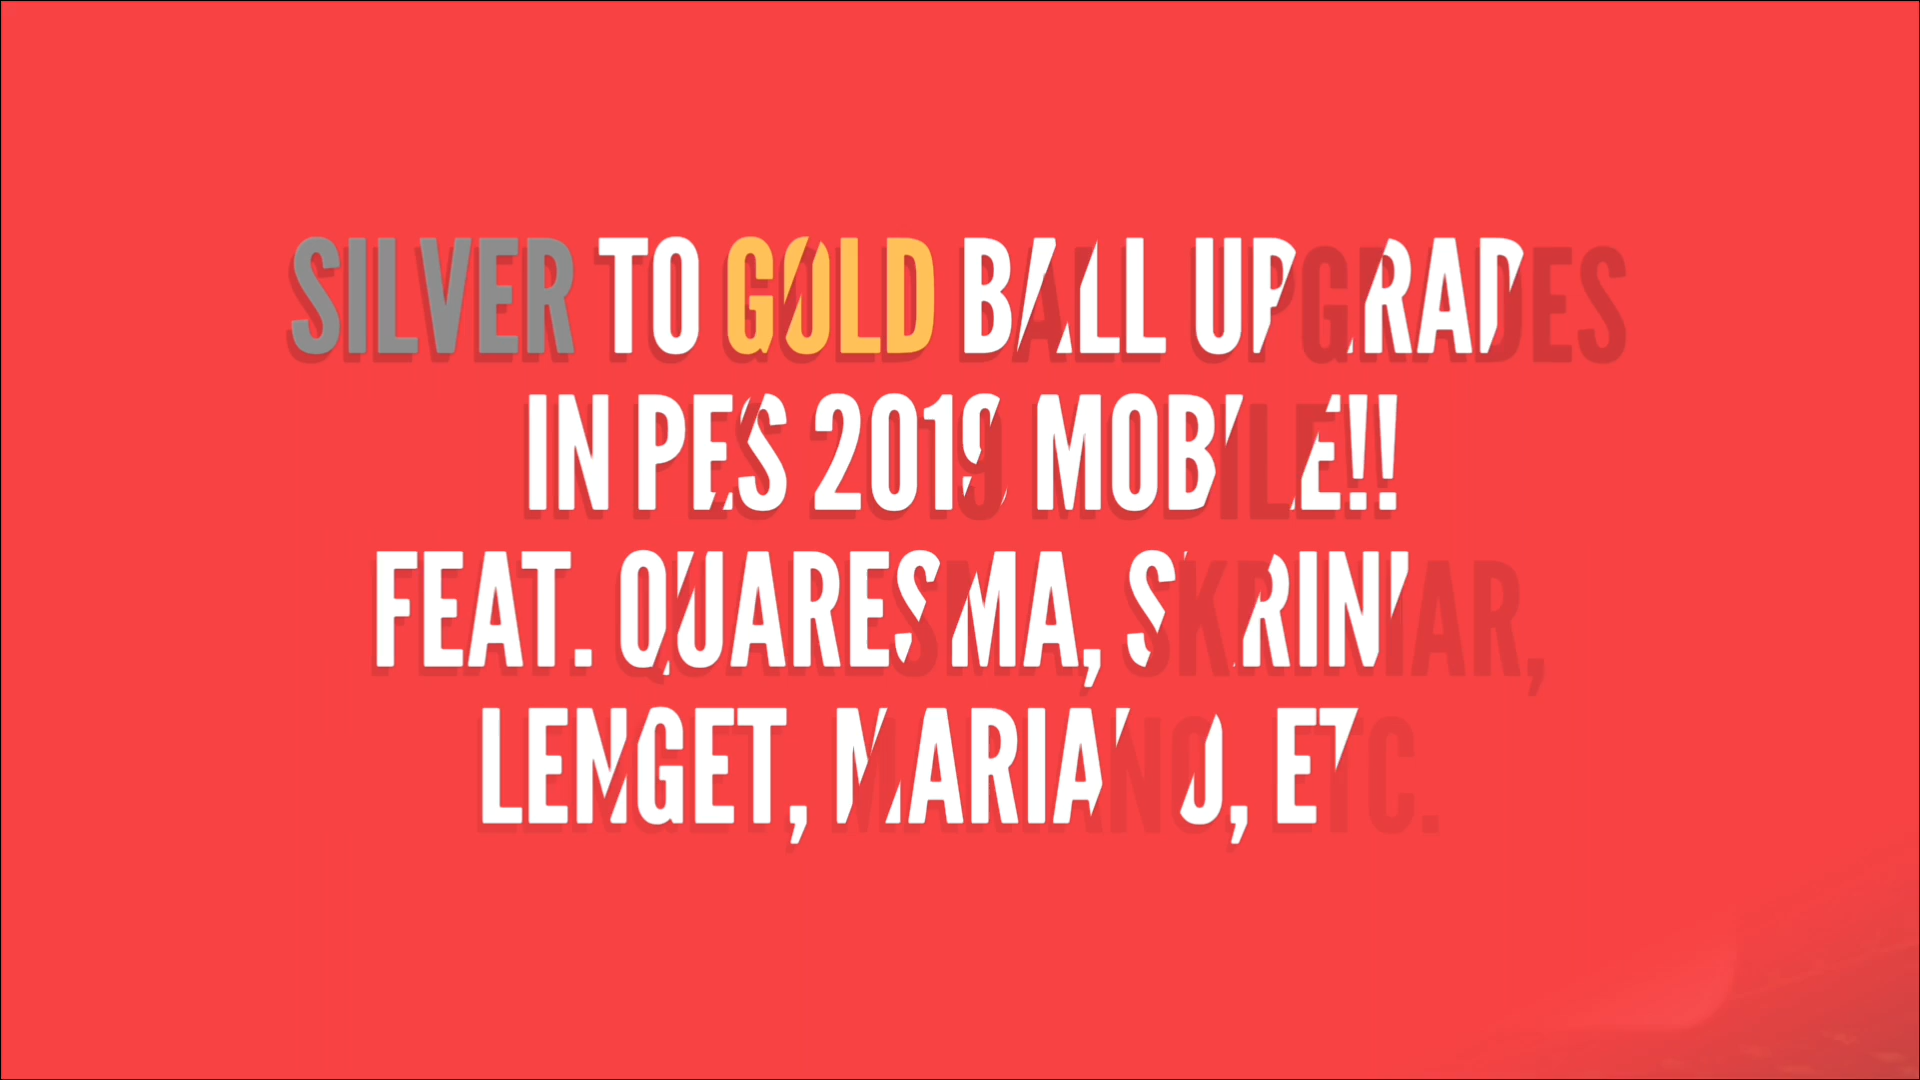 SILVER TO GOLD BALL UPGRADES
IN PES 2019 MOBILE!!
FEAT. QUARESMA, SKRINIAR,
LENGET, MARIANO, ETC.